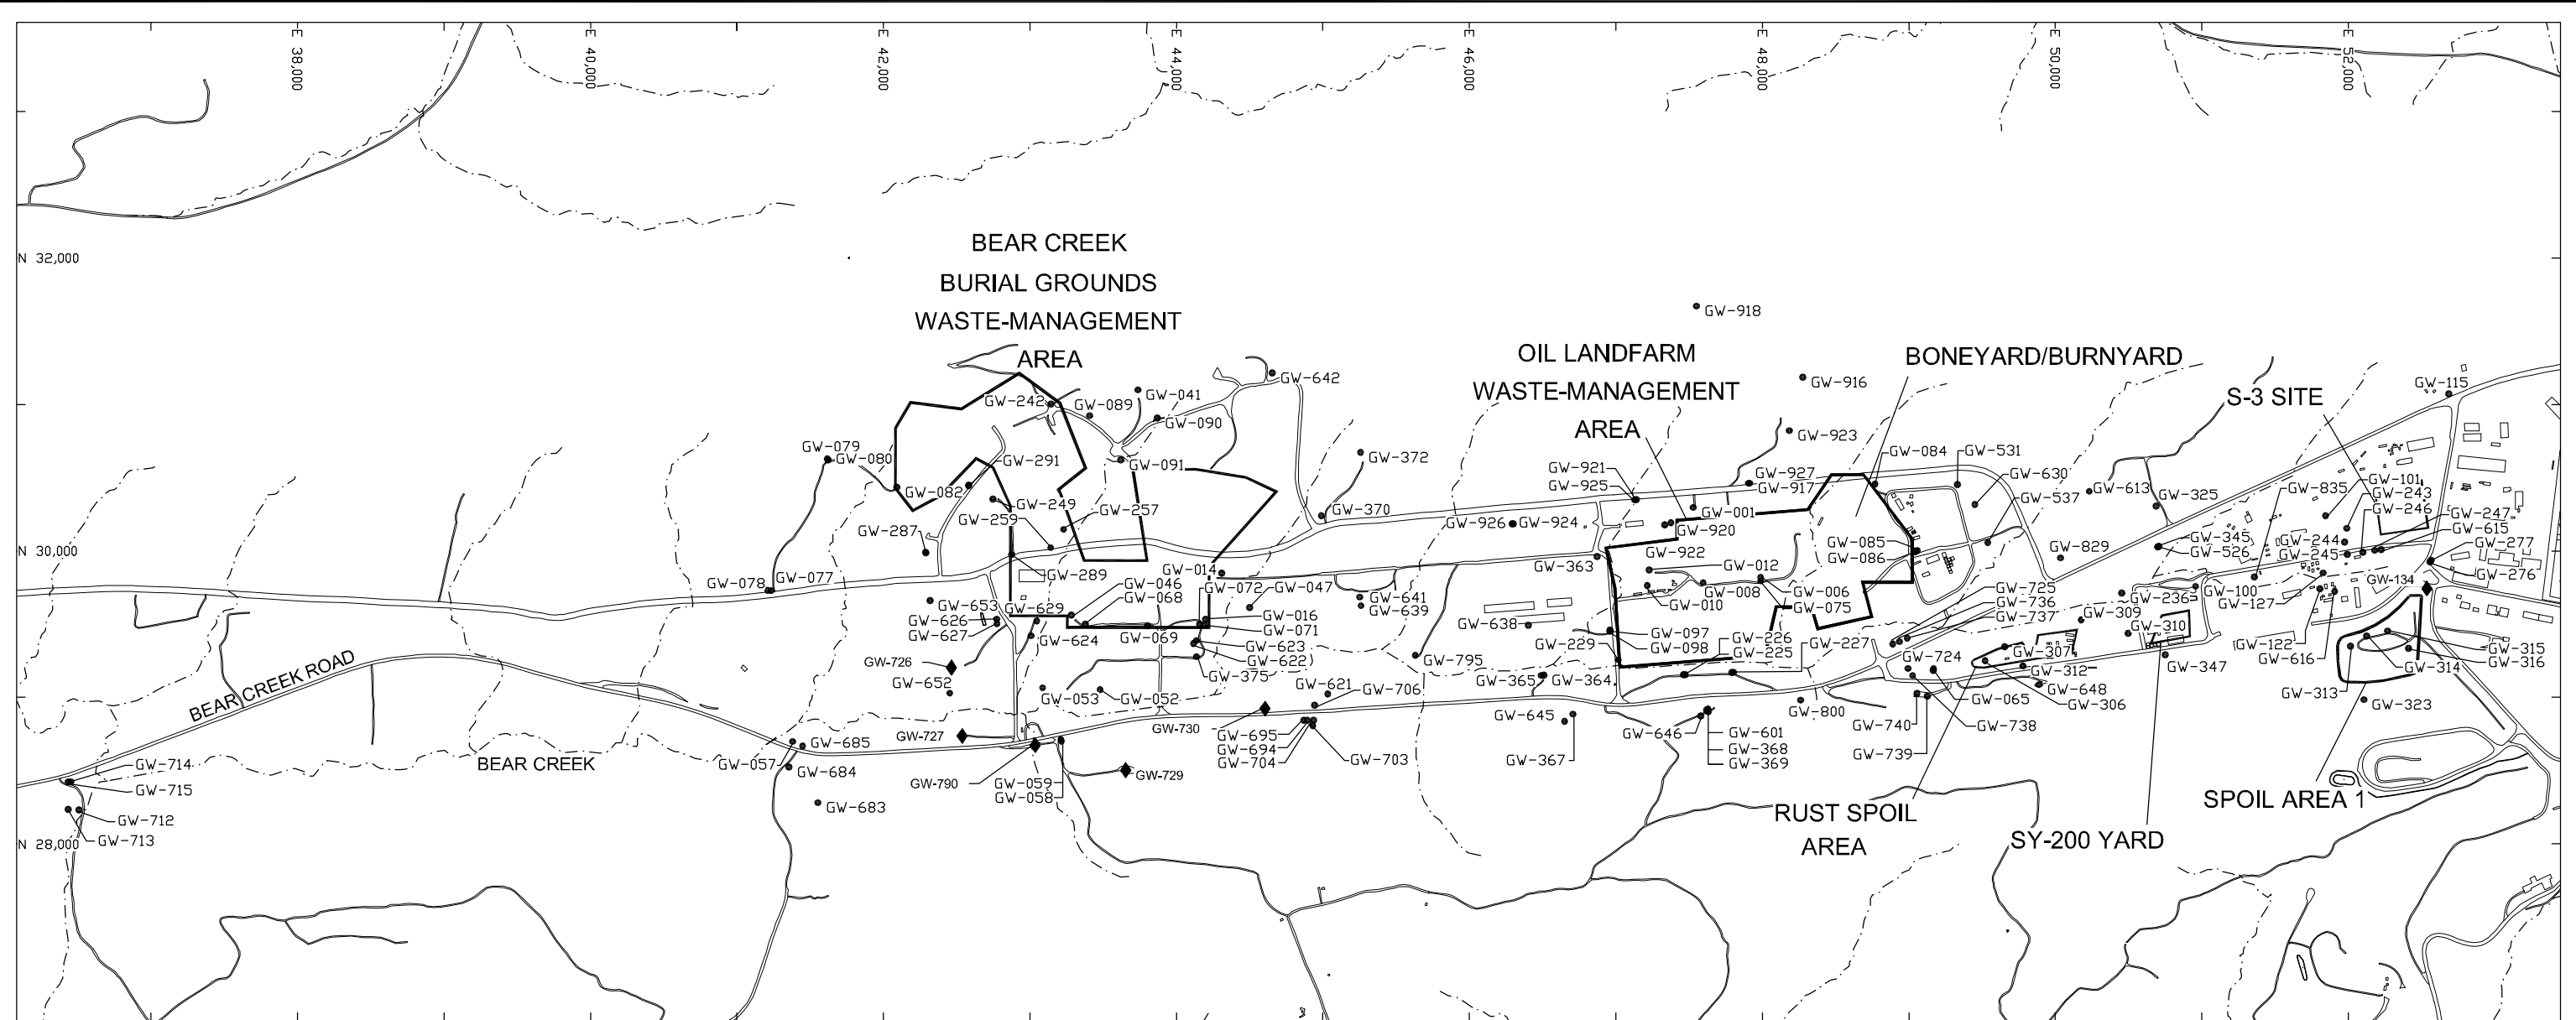 E 38,000
E 40,000
E 42,000
E 44,000
E 46,000
E 48,000
E 50,000
E 52,000
N 32,000
N 30,000
N 28,000
BEAR CREEK
BURIAL GROUNDS
WASTE-MANAGEMENT
AREA
OIL LANDFARM
WASTE-MANAGEMENT
AREA
BONEYARD/BURNYARD
S-3 SITE
RUST SPOIL
AREA
SY-200 YARD
SPOIL AREA 1
BEAR CREEK ROAD
BEAR CREEK
GW-918
GW-916
GW-923
GW-642
GW-041
GW-089
GW-242
GW-090
GW-079
GW-080
GW-291
GW-091
GW-082
GW-249
GW-259
GW-257
GW-287
GW-289
GW-078
GW-077
GW-372
GW-370
GW-014
GW-046
GW-068
GW-072
GW-047
GW-016
GW-071
GW-069
GW-623
GW-622
GW-375
GW-653
GW-626
GW-627
GW-629
GW-624
GW-726
GW-652
GW-053
GW-052
GW-621
GW-706
GW-641
GW-639
GW-795
GW-727
GW-730
GW-695
GW-694
GW-704
GW-703
GW-790
GW-059
GW-058
GW-729
GW-685
GW-057
GW-684
GW-683
GW-714
GW-715
GW-712
GW-713
GW-921
GW-925
GW-927
GW-917
GW-001
GW-926
GW-924
GW-920
GW-922
GW-363
GW-012
GW-010
GW-008
GW-006
GW-075
GW-638
GW-097
GW-098
GW-229
GW-226
GW-225
GW-227
GW-365
GW-364
GW-645
GW-367
GW-646
GW-601
GW-368
GW-369
GW-800
GW-084
GW-531
GW-630
GW-537
GW-085
GW-086
GW-829
GW-613
GW-325
GW-345
GW-526
GW-725
GW-736
GW-737
GW-724
GW-065
GW-738
GW-740
GW-739
GW-307
GW-312
GW-648
GW-306
GW-309
GW-310
GW-236
GW-347
GW-115
GW-835
GW-101
GW-243
GW-246
GW-247
GW-615
GW-244
GW-245
GW-277
GW-276
GW-134
GW-100
GW-127
GW-122
GW-616
GW-313
GW-314
GW-315
GW-316
GW-323